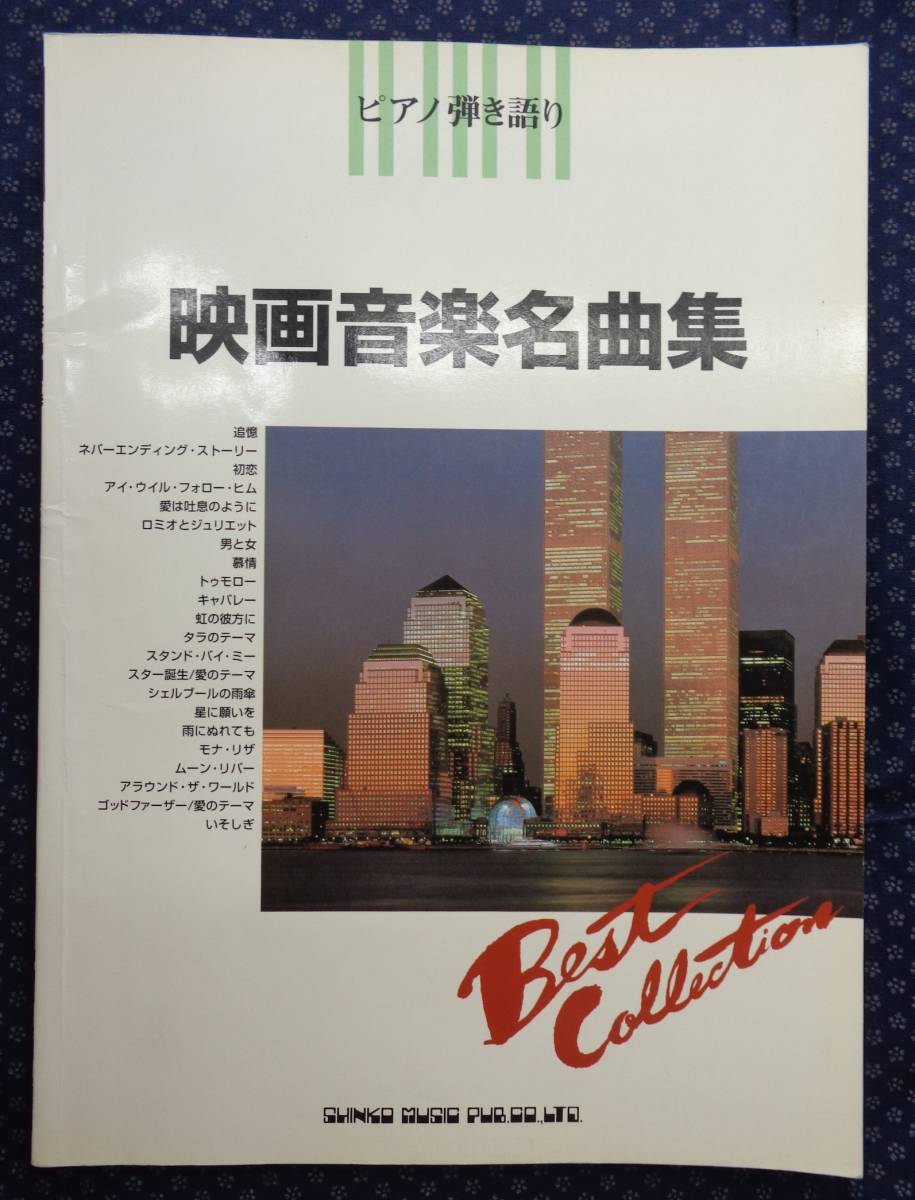 ピアノ弾き語り
映画音楽名曲集
追憶
ネバーエンディング・ストーリー
初恋
アイ・ウイル・フォロー・ヒム
愛は吐息のように
ロミオとジュリエット
男と女
慕情
トゥモロー
キャバレー
虹の彼方に
タラのテーマ
スタンド・バイ・ミー
スター誕生/愛のテーマ
シェルブールの雨傘
星に願いを
雨にぬれても
モナ・リザ
ムーン・リバー
アラウンド・ザ・ワールド
ゴッドファーザー/愛のテーマ
いそしぎ
Best
Collection
SHINKO MUSIC PUB.CO.,LTD.